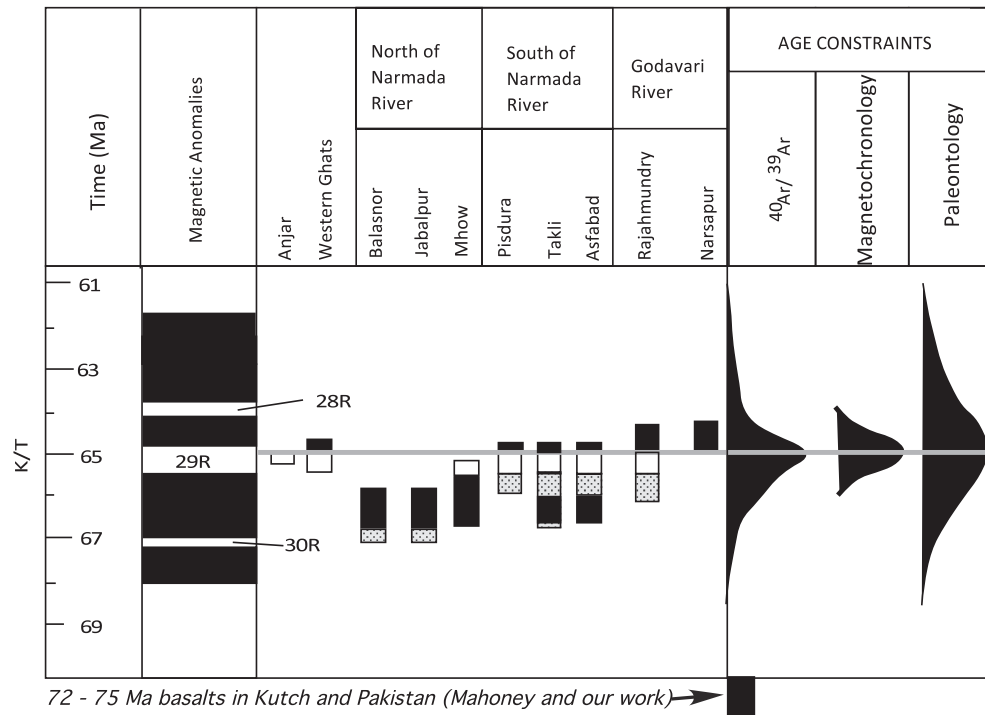 North of
Narmada
River
South of
Narmada
River
Godavari
River
AGE CONSTRAINTS
Time (Ma)
Magnetic Anomalies
Anjar
Western Ghats
Balasnor
Jabalpur
Mhow
Pisdura
Takli
Asfabad
Rajahmundry
Narsapur
40Ar/ 39Ar
Magnetochronology
Paleontology
61
63
28R
K/T
65
29R
67
30R
69
72 - 75 Ma basalts in Kutch and Pakistan (Mahoney and our work)